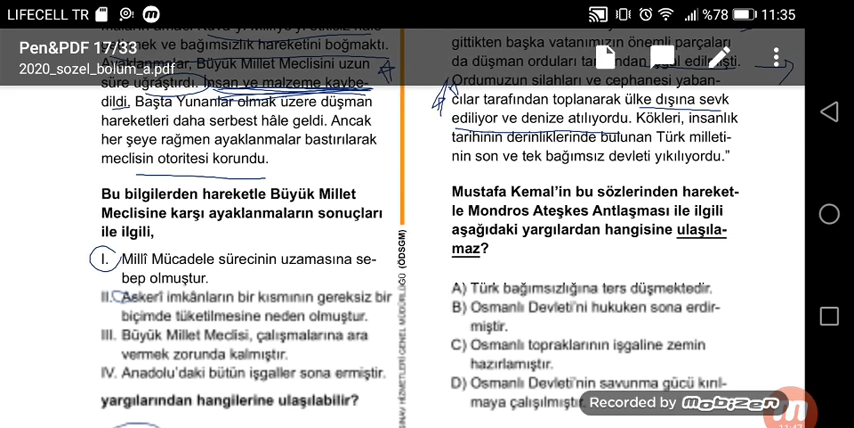 LIFECELL TR
%78
11:35
Pen&PDF 17/33
2020_sozel_bolum_a.pdf
ve bağımsızlık hareketini boğmaktı.
Ayaklanmalar, Büyük Millet Meclisini uzun
süre uğraştırdı. İnsan ve malzeme kaybe-
dildi. Başta Yunanlar olmak üzere düşman
hareketleri daha serbest hâle geldi. Ancak
her şeye rağmen ayaklanmalar bastırılarak
meclisin otoritesi korundu.
Bu bilgilerden hareketle Büyük Millet
Meclisine karşı ayaklanmaların sonuçları
ile ilgili,
I. Millî Mücadele sürecinin uzamasına se-
bep olmuştur.
II. Askerî imkânların bir kısmının gereksiz bir
biçimde tüketilmesine neden olmuştur.
III. Büyük Millet Meclisi, çalışmalarına ara
vermek zorunda kalmıştır.
IV. Anadolu'daki bütün işgaller sona ermiştir.
yargılarından hangilerine ulaşılabilir?
SINAV HİZMETLERİ GENEL MÜDÜRLÜĞÜ (ÖDSGM)
gittikten başka vatanımızın önemli parçaları
da düşman orduları tarafından işgal edilmişti.
Ordumuzun silahları ve cephanesi yaban-
cılar tarafından toplanarak ülke dışına sevk
ediliyor ve denize atılıyordu. Kökleri, insanlık
tarihinin derinliklerinde bulunan Türk milleti-
nin son ve tek bağımsız devleti yıkılıyordu."
Mustafa Kemal'in bu sözlerinden hareket-
le Mondros Ateşkes Antlaşması ile ilgili
aşağıdaki yargılardan hangisine ulaşıla-
maz?
A) Türk bağımsızlığına ters düşmektedir.
B) Osmanlı Devleti'ni hukuken sona erdir-
miştir.
C) Osmanlı topraklarının işgaline zemin
hazırlamıştır.
D) Osmanlı Devleti'nin savunma gücü kırıl-
maya çalışılmıştır.
Recorded by Mobizen